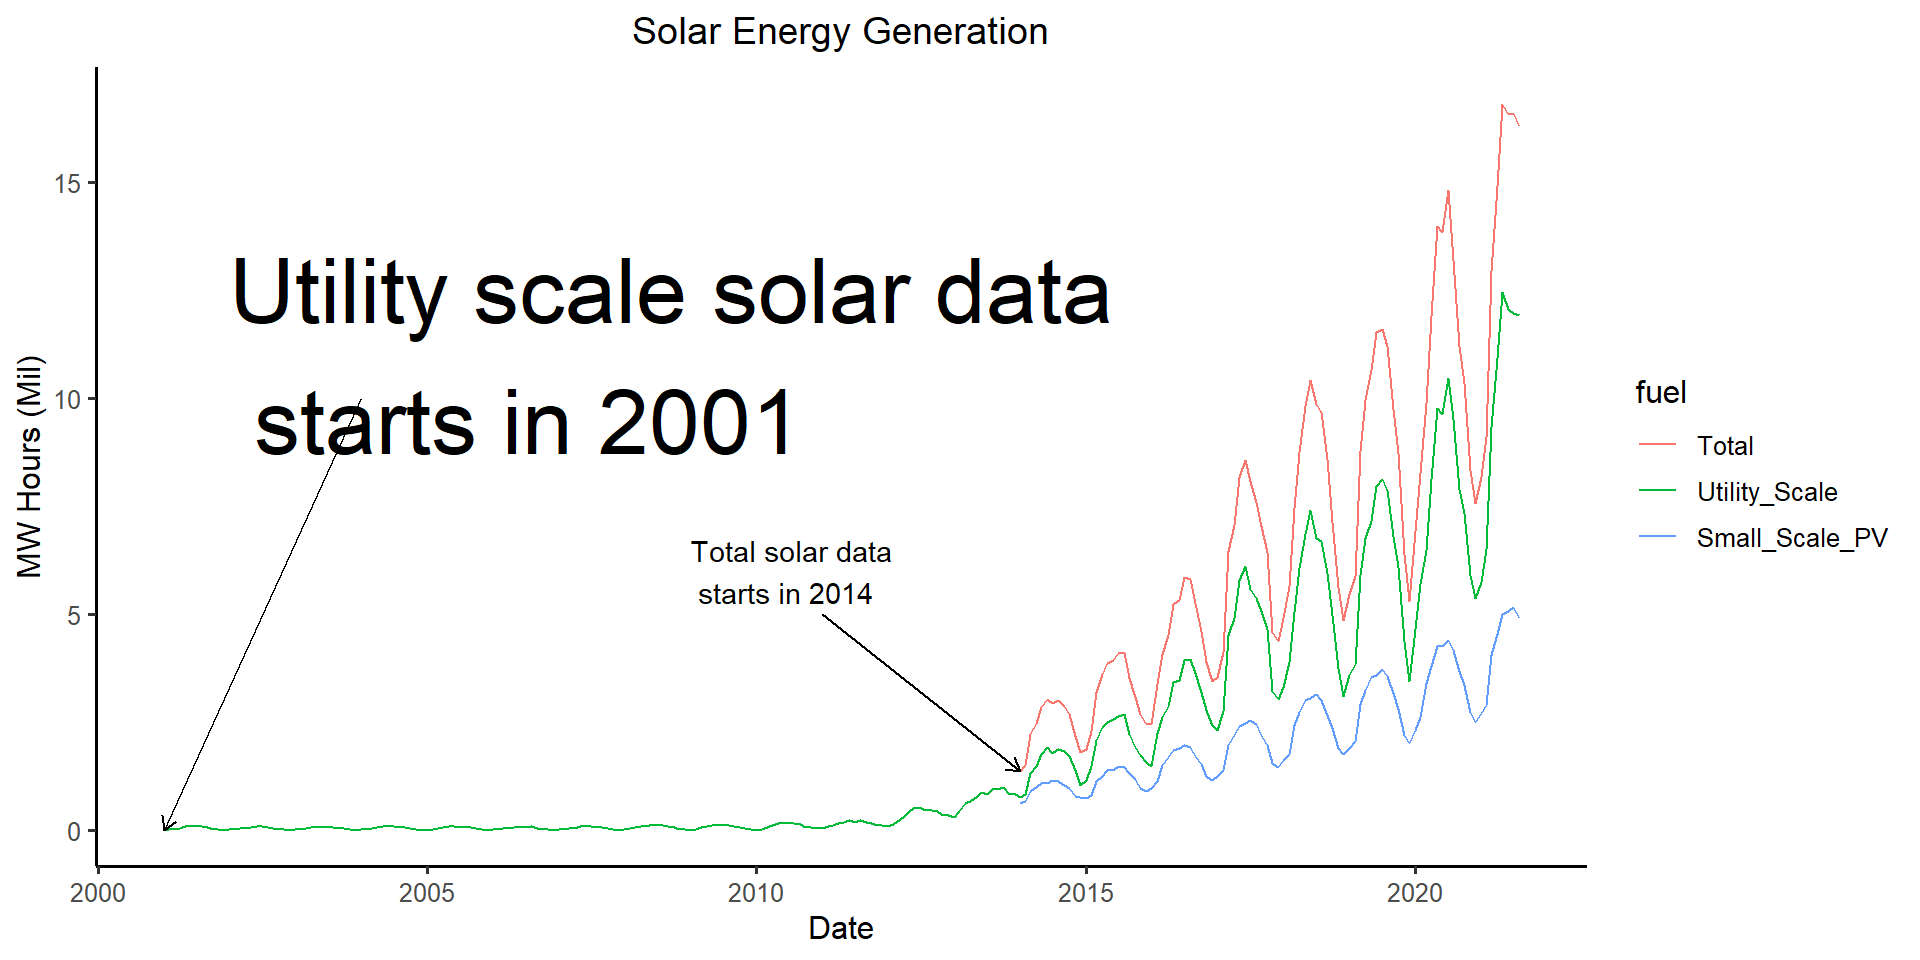 Solar Energy Generation
MW Hours (Mil)
15
10
5
0
Utility scale solar data
starts in 2001
Total solar data
starts in 2014
2000
2005
2010
2015
2020
Date
fuel
Total
Utility_Scale
Small_Scale_PV